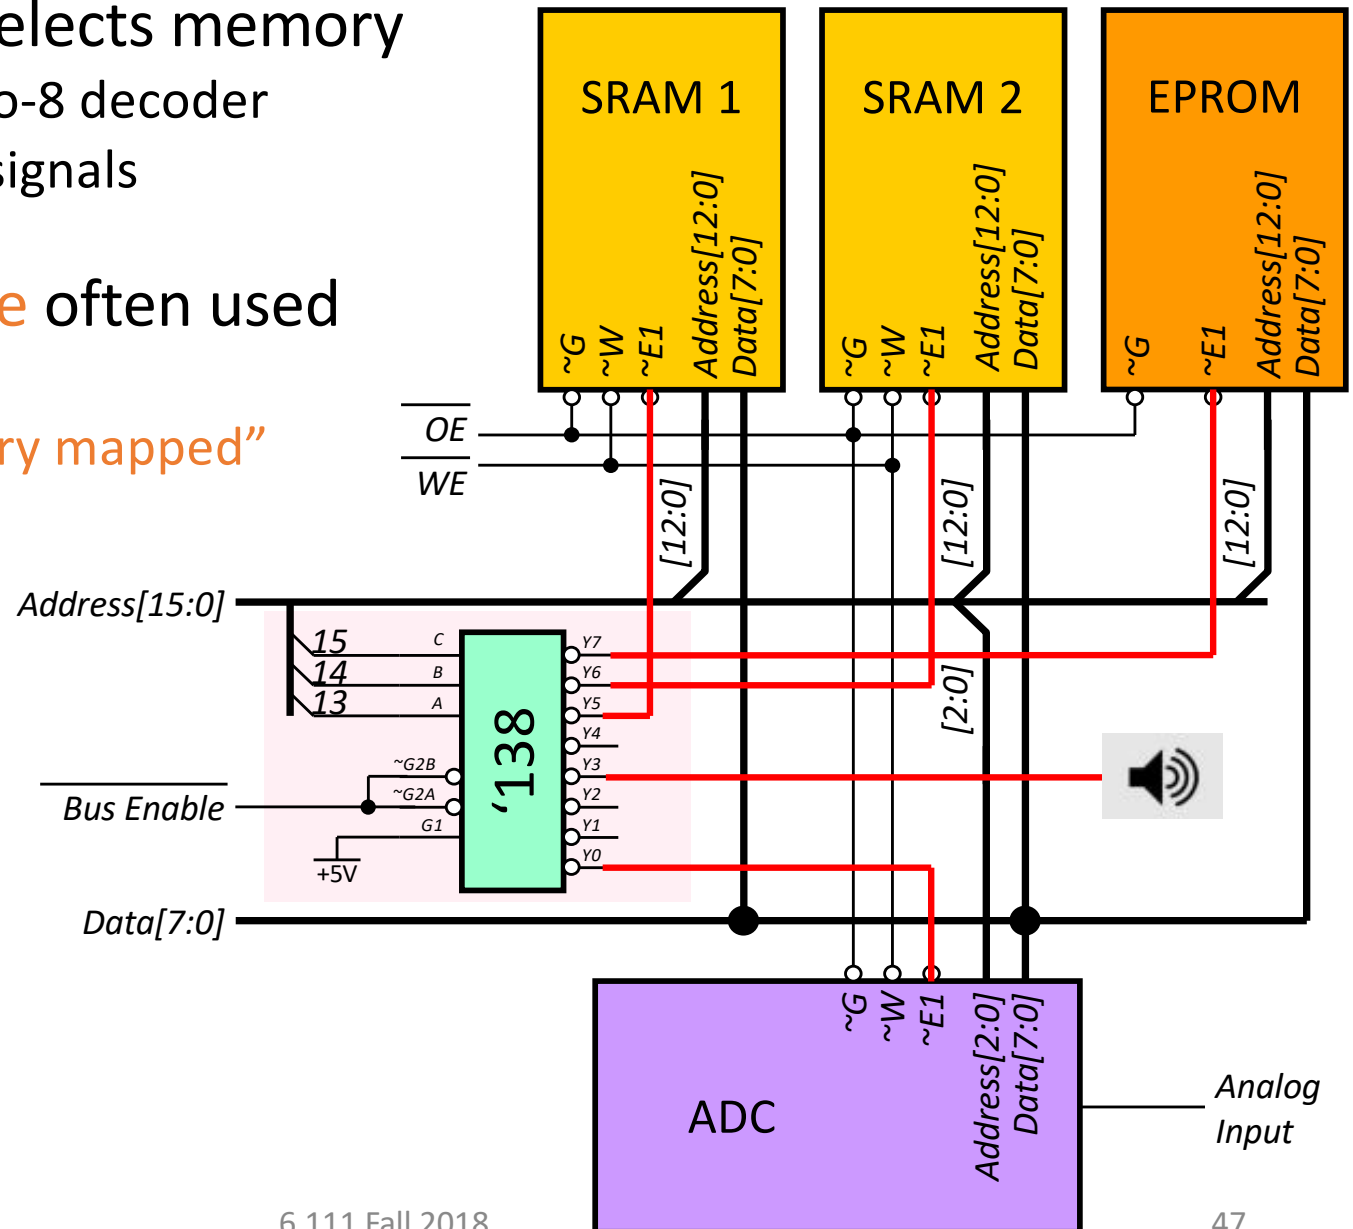 elects memory
o-8 decoder
signals
e often used
ry mapped”
SRAM 1
~G
~W
~E1
Address[12:0]
Data[7:0]
SRAM 2
~G
~W
~E1
Address[12:0]
Data[7:0]
EPROM
~G
~E1
Address[12:0]
Data[7:0]
OE
WE
[12:0]
[12:0]
[12:0]
Address[15:0]
15
14
13
C
B
A
~G2B
~G2A
G1
‘138
Y7
Y6
Y5
Y4
Y3
Y2
Y1
Y0
[2:0]
Bus Enable
+5V
Data[7:0]
~G
~W
~E1
Address[2:0]
Data[7:0]
ADC
Analog
Input
6.111 Fall 2018
47